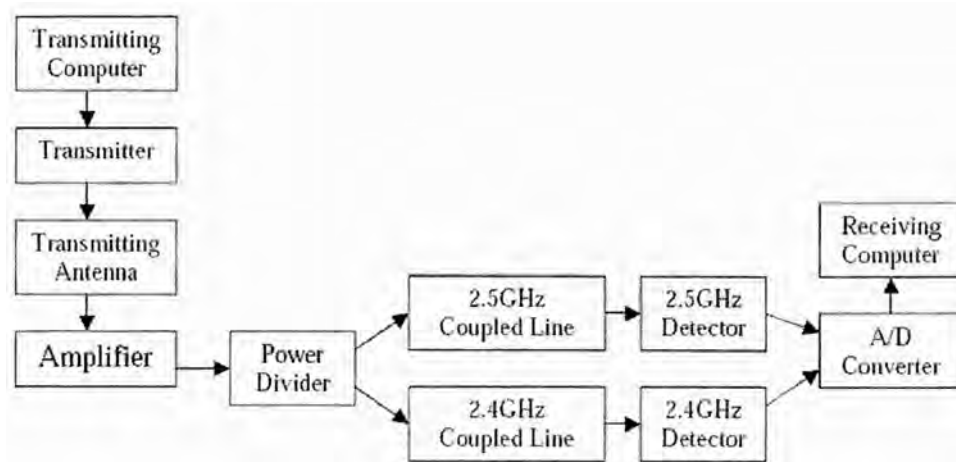 Transmitting
Computer
Transmitter
Transmitting
Antenna
Amplifier
Power
Divider
2.5GHz
Coupled Line
2.5GHz
Detector
2.4GHz
Coupled Line
2.4GHz
Detector
A/D
Converter
Receiving
Computer